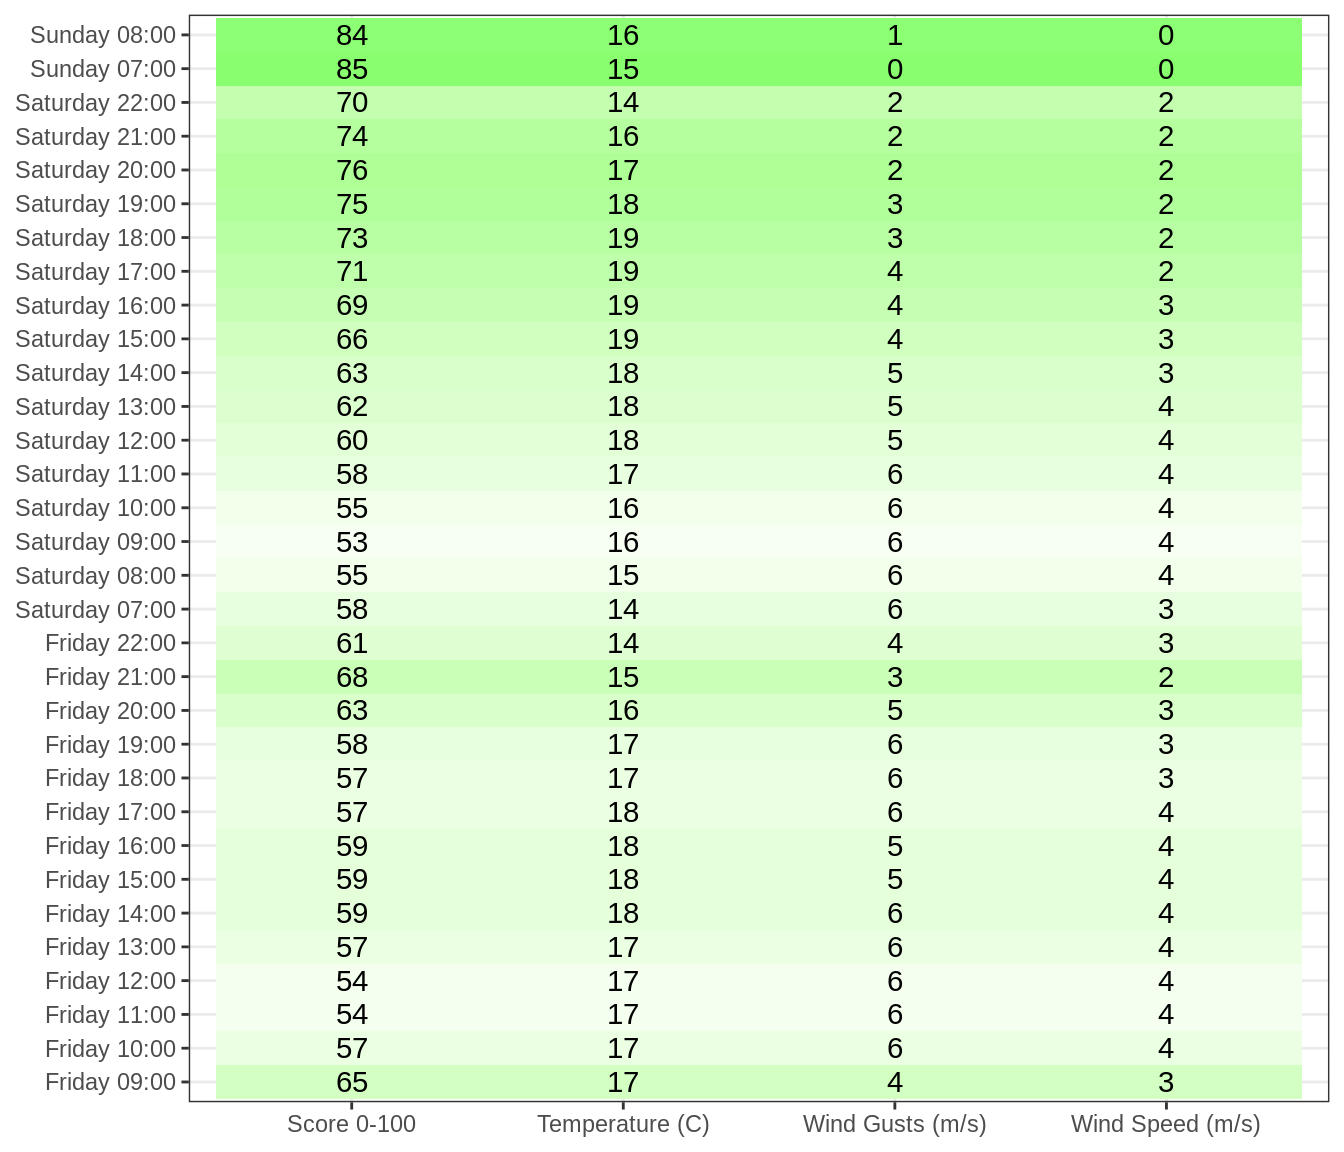 Sunday 08:00 84 16 1 0
Sunday 07:00 85 15 0 0
Saturday 22:00 70 14 2 2
Saturday 21:00 74 16 2 2
Saturday 20:00 76 17 2 2
Saturday 19:00 75 18 3 2
Saturday 18:00 73 19 3 2
Saturday 17:00 71 19 4 2
Saturday 16:00 69 19 4 3
Saturday 15:00 66 19 4 3
Saturday 14:00 63 18 5 3
Saturday 13:00 62 18 5 4
Saturday 12:00 60 18 5 4
Saturday 11:00 58 17 6 4
Saturday 10:00 55 16 6 4
Saturday 09:00 53 16 6 4
Saturday 08:00 55 15 6 4
Saturday 07:00 58 14 6 3
Friday 22:00 61 14 4 3
Friday 21:00 68 15 3 2
Friday 20:00 63 16 5 3
Friday 19:00 58 17 6 3
Friday 18:00 57 17 6 3
Friday 17:00 57 18 6 4
Friday 16:00 59 18 5 4
Friday 15:00 59 18 5 4
Friday 14:00 59 18 6 4
Friday 13:00 57 17 6 4
Friday 12:00 54 17 6 4
Friday 11:00 54 17 6 4
Friday 10:00 57 17 6 4
Friday 09:00 65 17 4 3
Score 0-100 Temperature (C) Wind Gusts (m/s) Wind Speed (m/s)